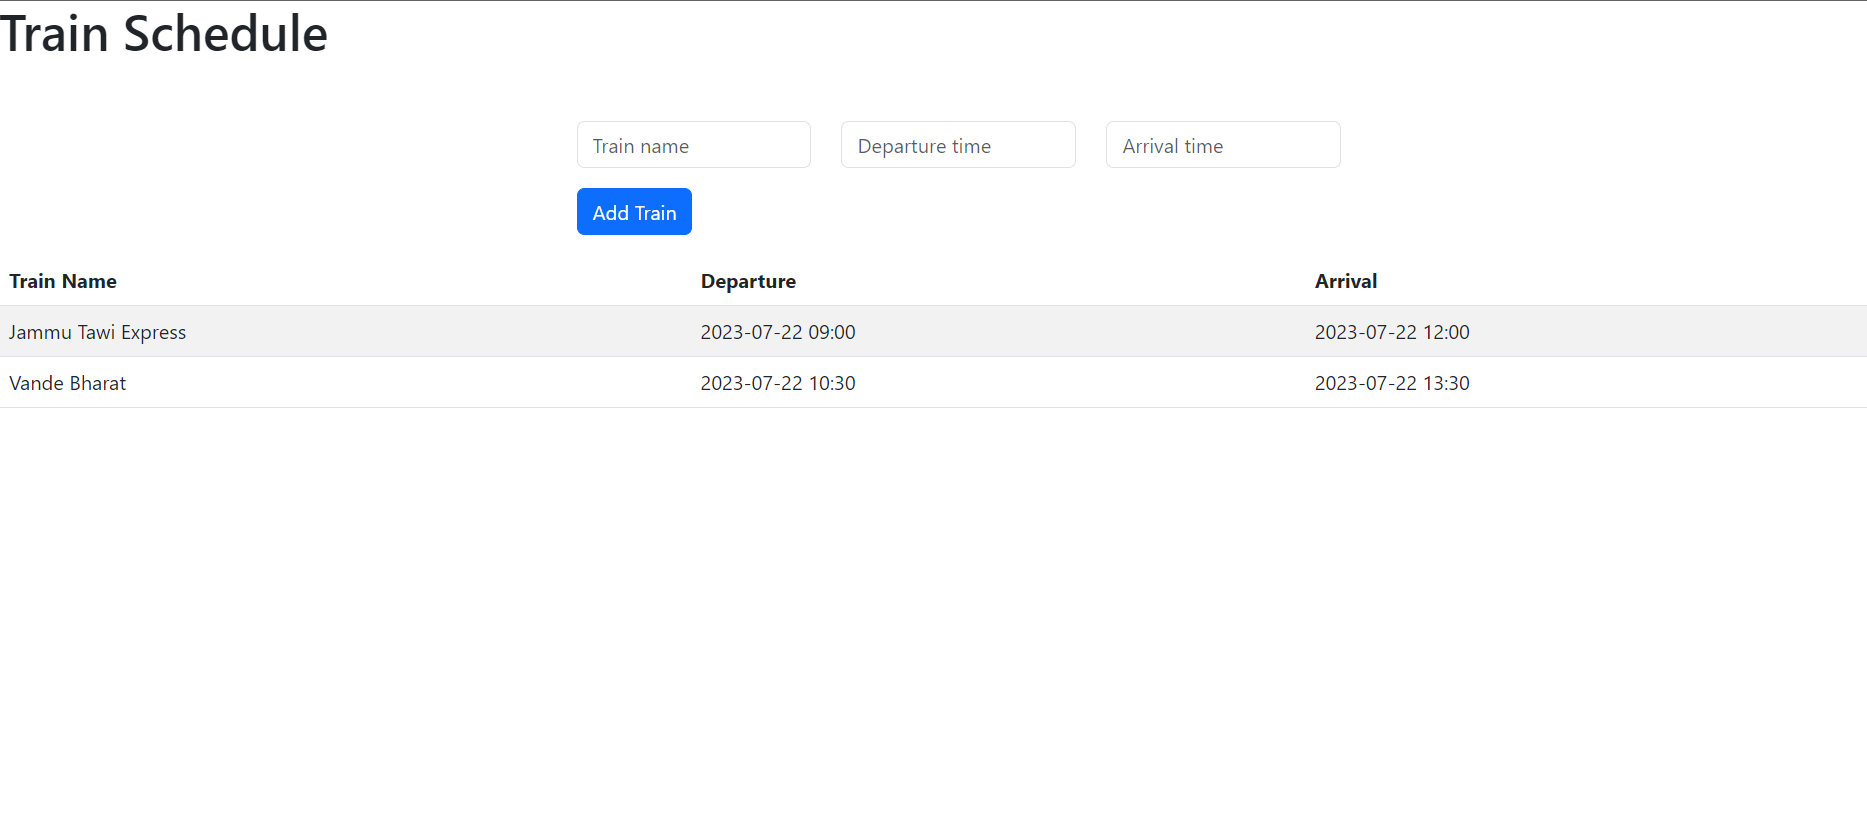 Train Schedule
Train name Departure time Arrival time
Add Train
Train Name Departure Arrival
Jammu Tawi Express 2023-07-22 09:00 2023-07-22 12:00
Vande Bharat 2023-07-22 10:30 2023-07-22 13:30